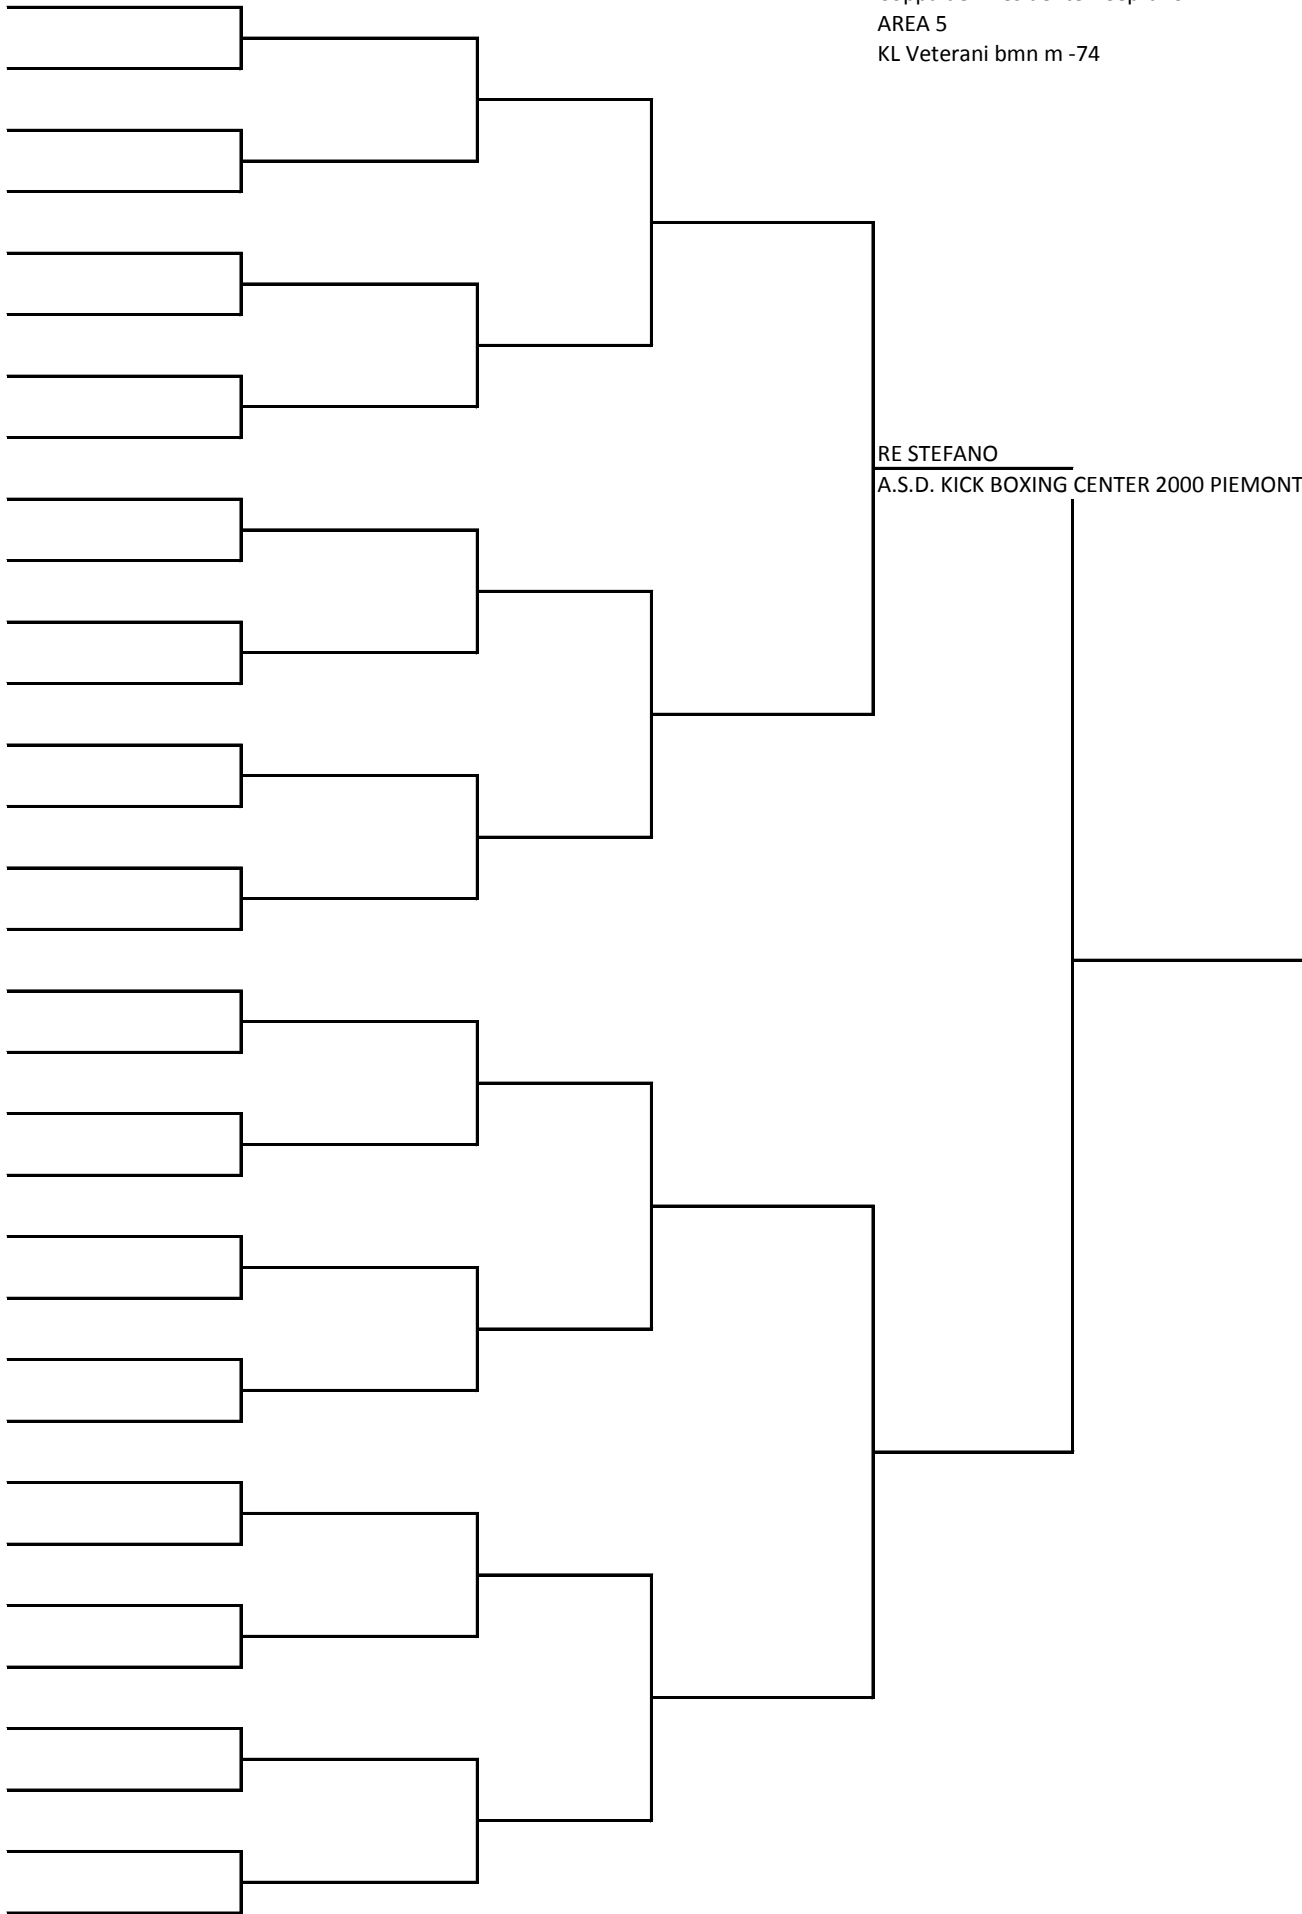 AREA 5
KL Veterani bmn m -74
RE STEFANO
A.S.D. KICK BOXING CENTER 2000 PIEMONT